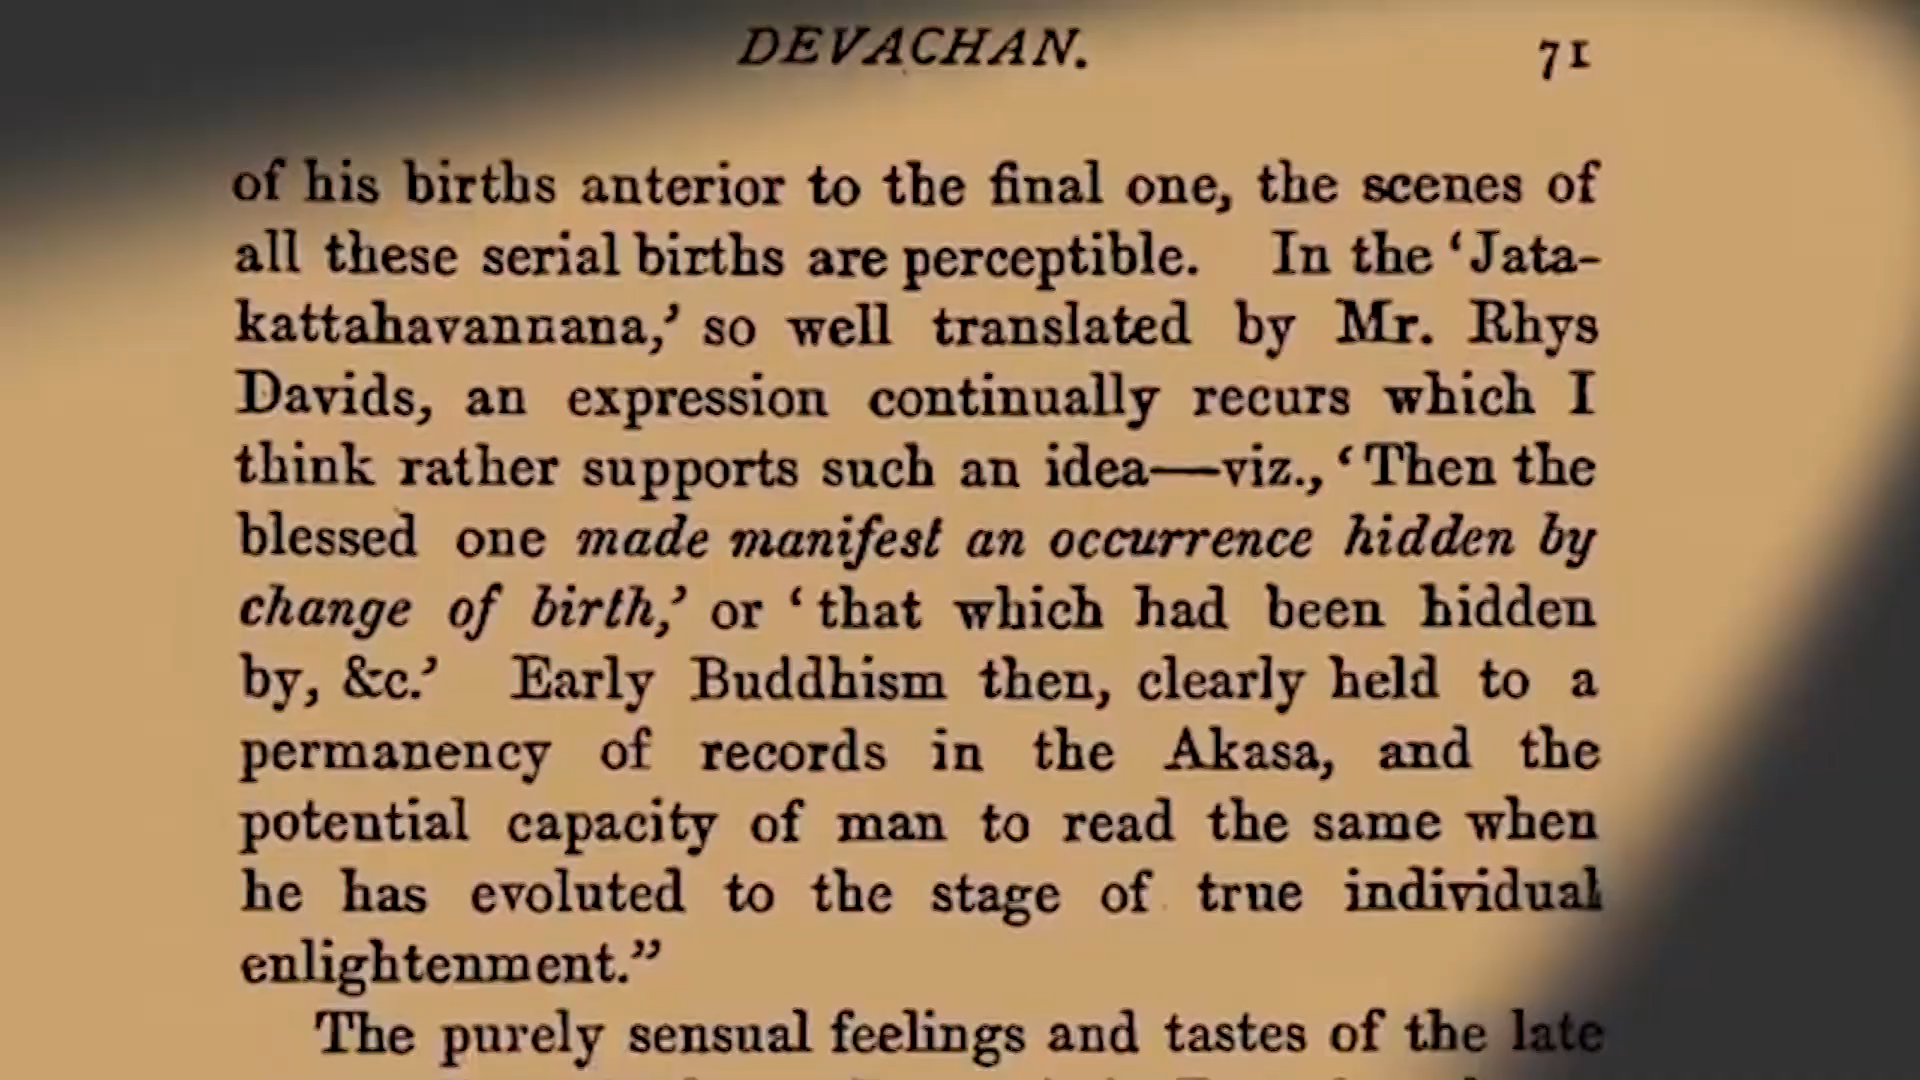 DEVACHAN. 71
of his births anterior to the final one, the scenes of
all these serial births are perceptible. In the ‘Jata-
kattahavannana,’ so well translated by Mr. Rhys
Davids, an expression continually recurs which I
think rather supports such an idea—viz., ‘Then the
blessed one made manifest an occurrence hidden by
change of birth,’ or ‘that which had been hidden
by, &c.’ Early Buddhism then, clearly held to a
permanency of records in the Akasa, and the
potential capacity of man to read the same when
he has evoluted to the stage of true individual
enlightenment.”
The purely sensual feelings and tastes of the late